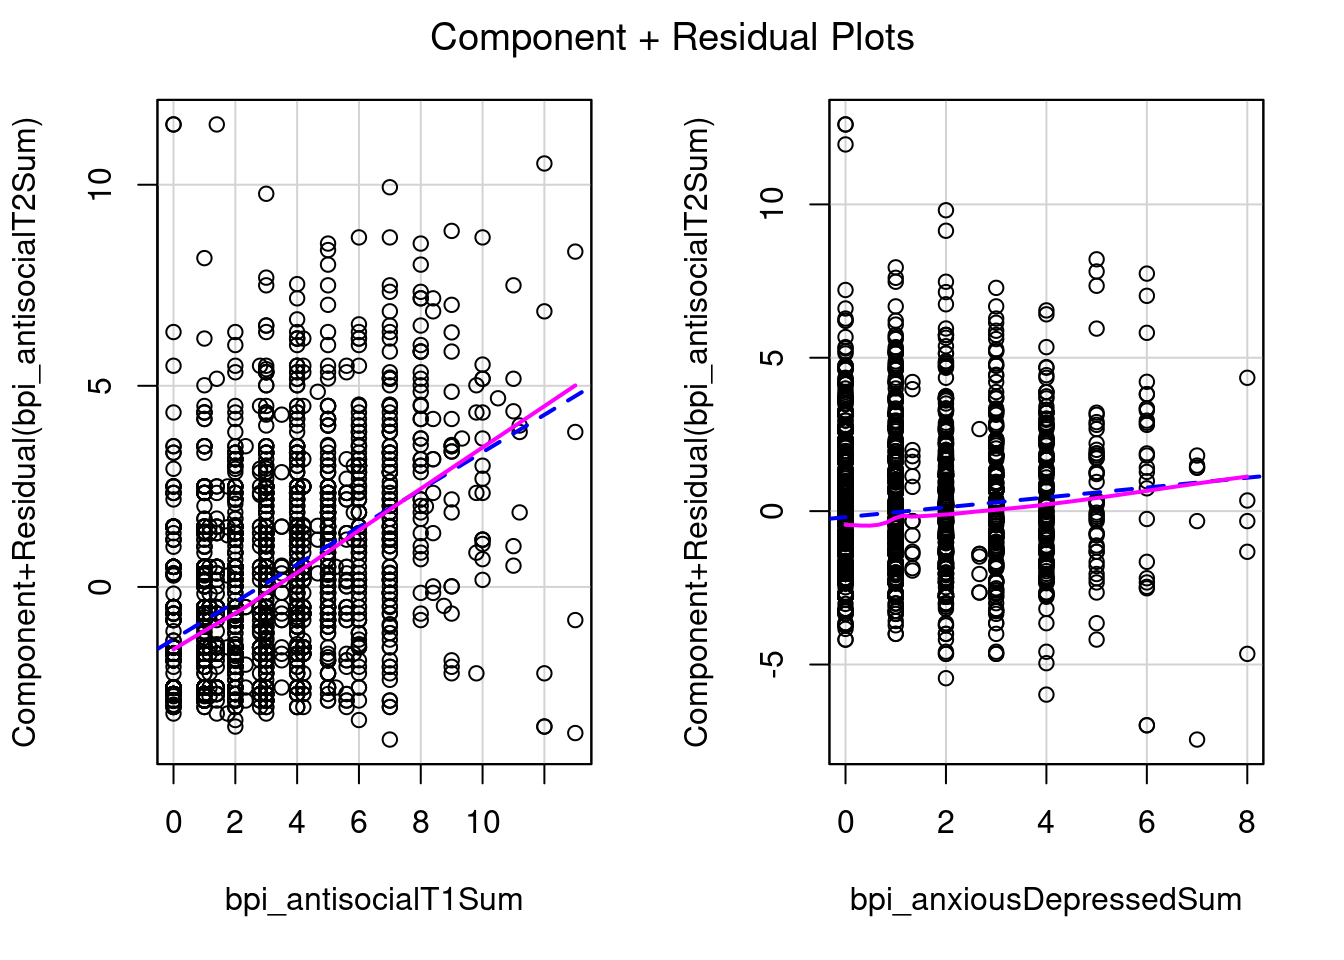 Component + Residual Plots
Component+Residual(bpi_antisocialT2Sum)
10
5
0
0 2 4 6 8 10
bpi_antisocialT1Sum
Component+Residual(bpi_antisocialT2Sum)
10
5
0
-5
0 2 4 6 8
bpi_anxiousDepressedSum